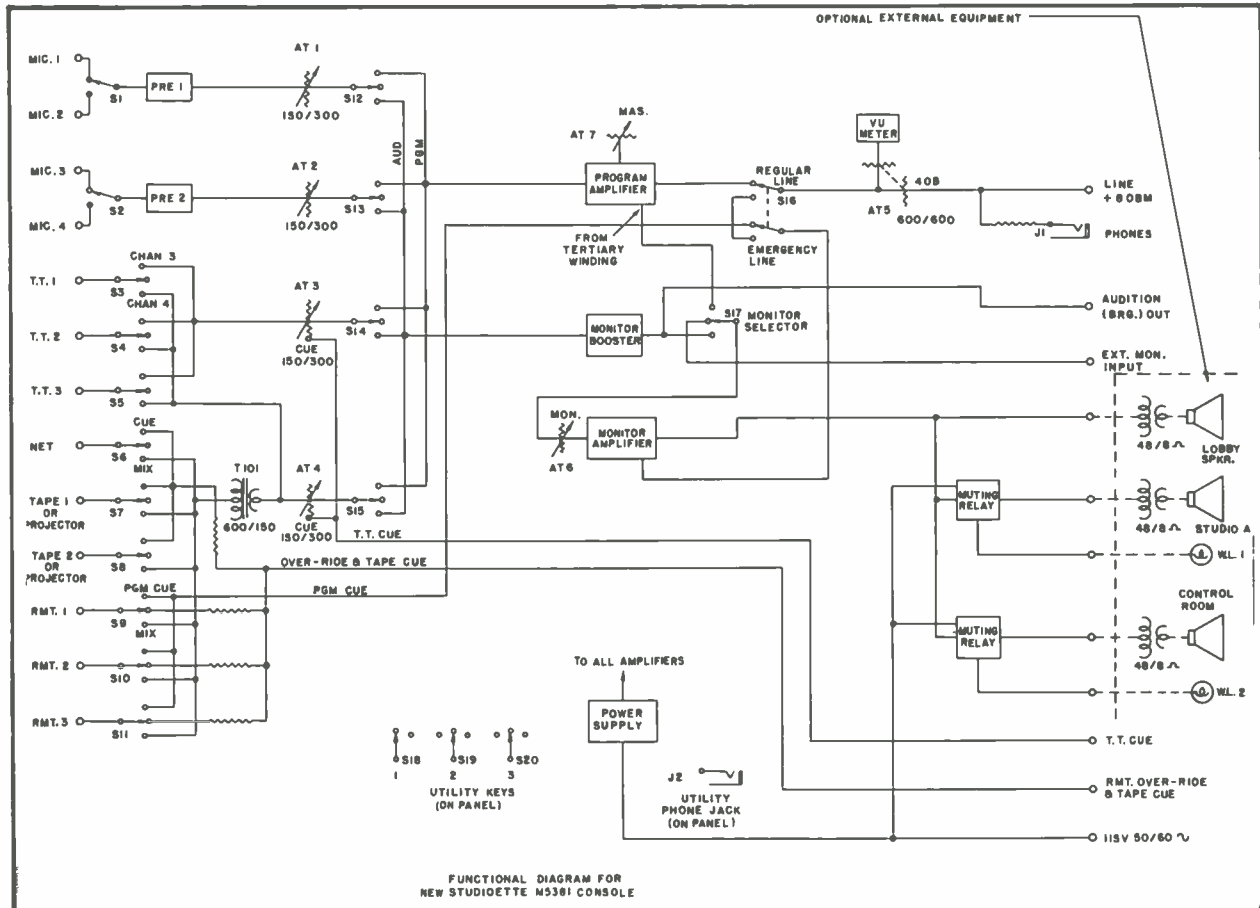 OPTIONAL EXTERNAL EQUIPMENT
MIC. 1
MIC. 2
S1
PRE 1
AT 1
150/300
S12
AUD
PGM
MIC. 3
MIC. 4
S2
PRE 2
AT 2
150/300
S13
MAS.
AT 7
PROGRAM
AMPLIFIER
FROM
TERTIARY
WINDING
REGULAR
LINE
S16
EMERGENCY
LINE
VU
METER
40B
AT5
600/600
LINE
+ 8 0BM
J1
PHONES
CHAN 3
T.T. 1
S3
CHAN 4
T.T. 2
S4
T.T. 3
S5
AT 3
CUE
150/300
S14
MONITOR
BOOSTER
S17
MONITOR
SELECTOR
AUDITION
(BRG.) OUT
EXT. MON.
INPUT
CUE
NET
S6
MIX
TAPE 1
OR
PROJECTOR
S7
TAPE 2
OR
PROJECTOR
S8
T101
600/150
AT 4
CUE
150/300
S15
MON.
AT6
MONITOR
AMPLIFIER
T.T. CUE
OVER-RIDE & TAPE CUE
PGM CUE
PGM CUE
RMT. 1
S9
MIX
RMT. 2
S10
RMT. 3
S11
48/8 Ω
LOBBY
SPKR.
MUTING
RELAY
48/8 Ω
STUDIO A
W.L. 1
CONTROL
ROOM
MUTING
RELAY
48/8 Ω
W.L. 2
TO ALL AMPLIFIERS
POWER
SUPPLY
S18
S19
S20
1
2
3
UTILITY KEYS
(ON PANEL)
J2
UTILITY
PHONE JACK
(ON PANEL)
T.T. CUE
RMT. OVER-RIDE
& TAPE CUE
115V 50/60 ~
FUNCTIONAL DIAGRAM FOR
NEW STUDIOETTE M5381 CONSOLE